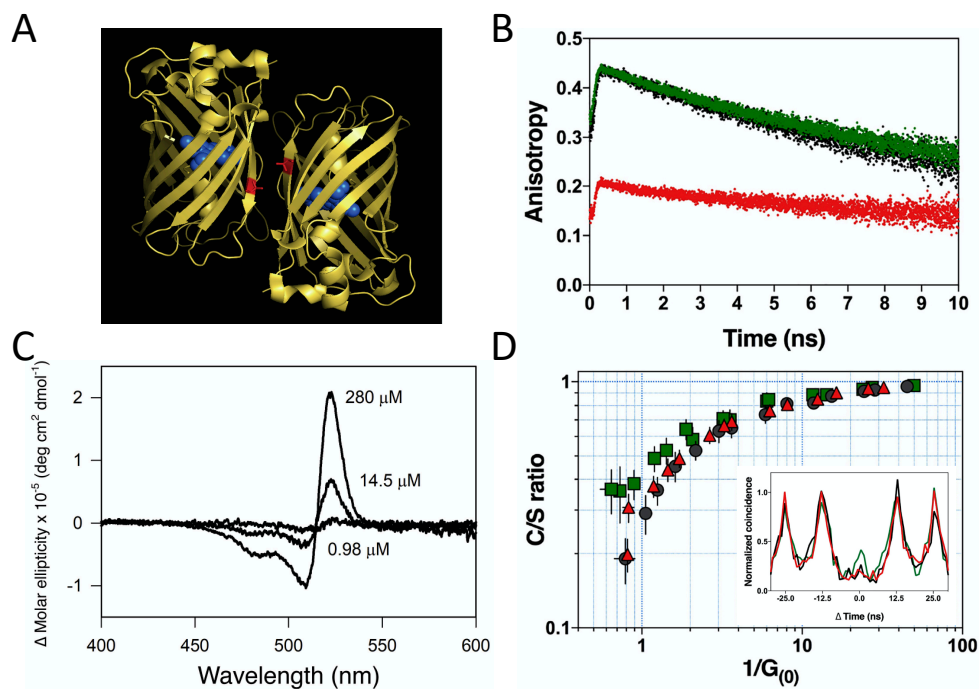 A
B
Anisotropy
0.5
0.4
0.3
0.2
0.1
0.0
0 1 2 3 4 5 6 7 8 9 10
Time (ns)
C
Δ Molar ellipticity x 10⁻⁵ (deg cm² dmol⁻¹)
2
1
0
-1
280 μM
14.5 μM
0.98 μM
400 450 500 550 600
Wavelength (nm)
D
C/S ratio
1
0.1
1 10 100
1/G(0)
Normalized coincidence
1.0
0.5
0.0
-25.0 -12.5 0.0 12.5 25.0
Δ Time (ns)